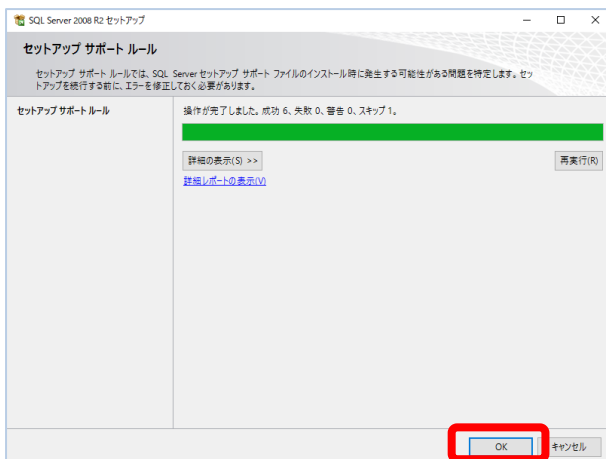 SQL Server 2008 R2 セットアップ
セットアップ サポート ルール
セットアップ サポート ルールでは、SQL Server セットアップ サポート ファイルのインストール時に発生する可能性がある問題を特定します。セッ
トアップを続行する前に、エラーを修正しておく必要があります。
セットアップ サポート ルール
操作が完了しました。成功 6、失敗 0、警告 0、スキップ 1。
詳細の表示(S) >>
再実行(R)
詳細レポートの表示(V)
OK
キャンセル